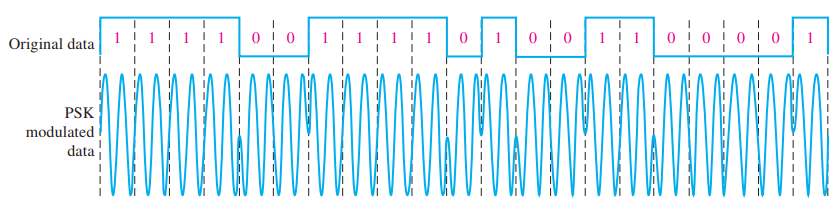 Original data 1 1 1 1 0 0 1 1 1 1 0 1 0 0 1 1 0 0 0 0 1
PSK
modulated
data